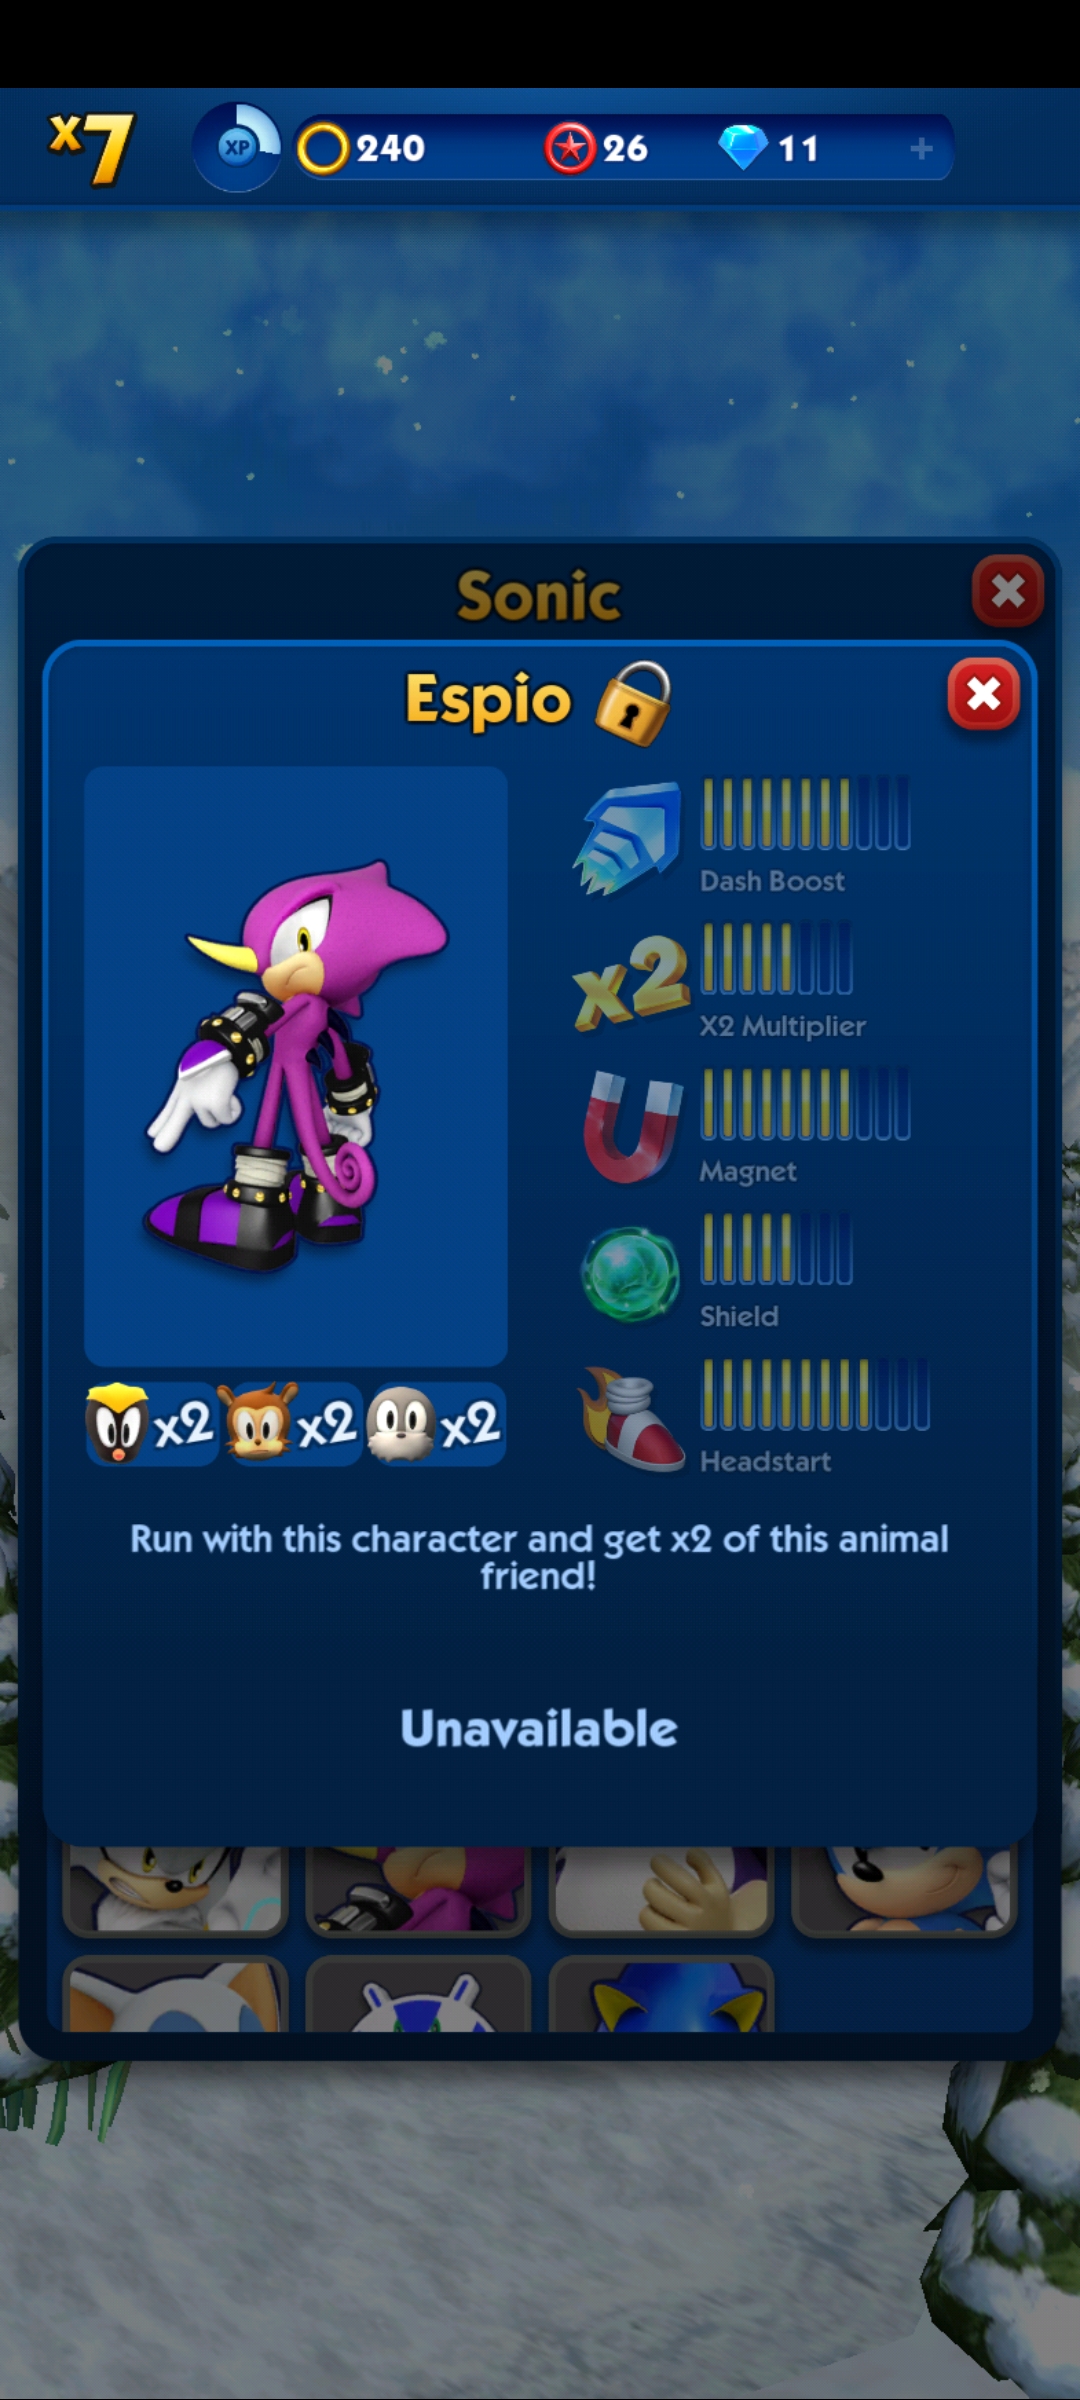 x7
XP
240
26
11
+
Sonic
Espio
Dash Boost
x2
X2 Multiplier
Magnet
Shield
x2
x2
x2
Headstart
Run with this character and get x2 of this animal
friend!
Unavailable